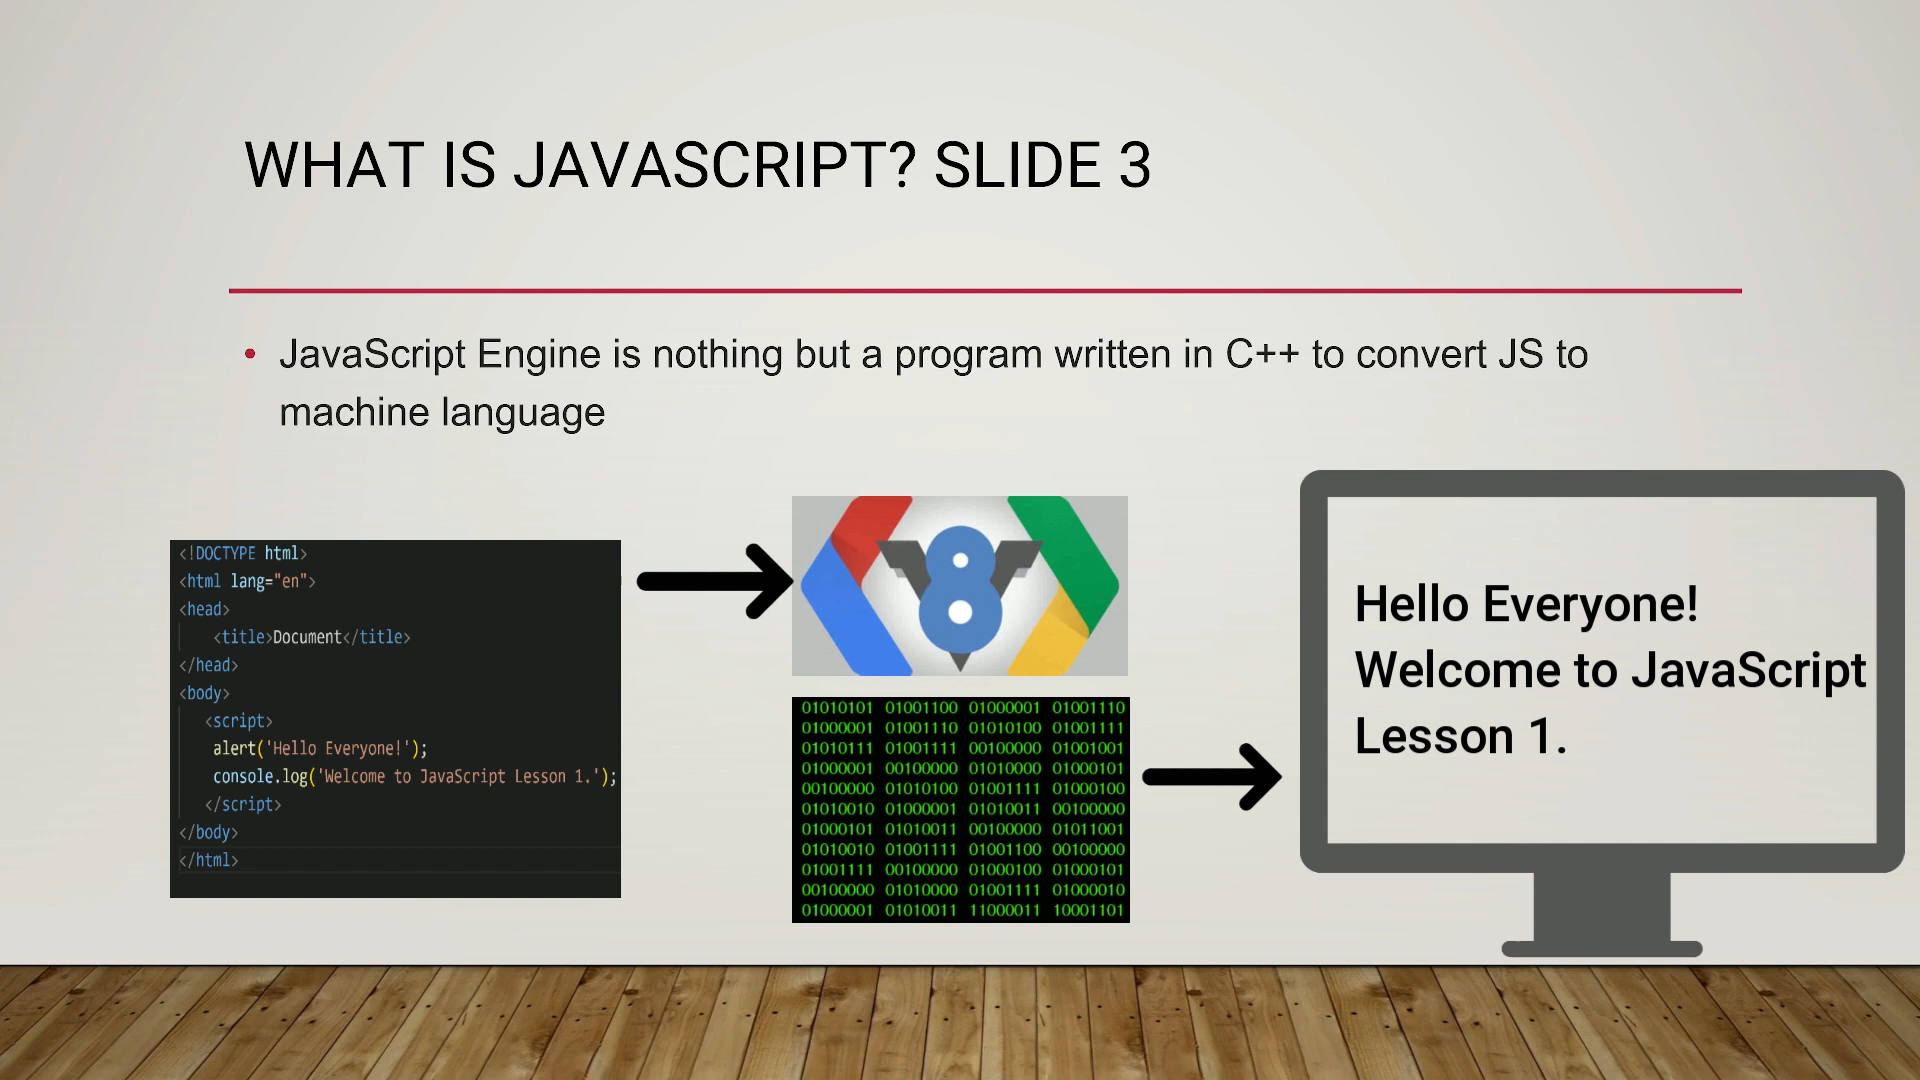 WHAT IS JAVASCRIPT? SLIDE 3
• JavaScript Engine is nothing but a program written in C++ to convert JS to
machine language
<!DOCTYPE html>
<html lang="en">
<head>
<title>Document</title>
</head>
<body>
<script>
alert('Hello Everyone!');
console.log('Welcome to JavaScript Lesson 1.');
</script>
</body>
</html>
V8
01010101 01001100 01000001 01001110
01000001 01001110 01010100 01001111
01010111 01001111 00100000 01001001
01000001 00100000 01010000 01000101
00100000 01010100 01001111 01000100
01010010 01000001 01010011 00100000
01000101 01010011 00100000 01011001
01010010 01001111 01001100 00100000
01001111 00100000 01000100 01000101
00100000 01010000 01001111 01000010
01000001 01010011 11000011 10001101
Hello Everyone!
Welcome to JavaScript
Lesson 1.